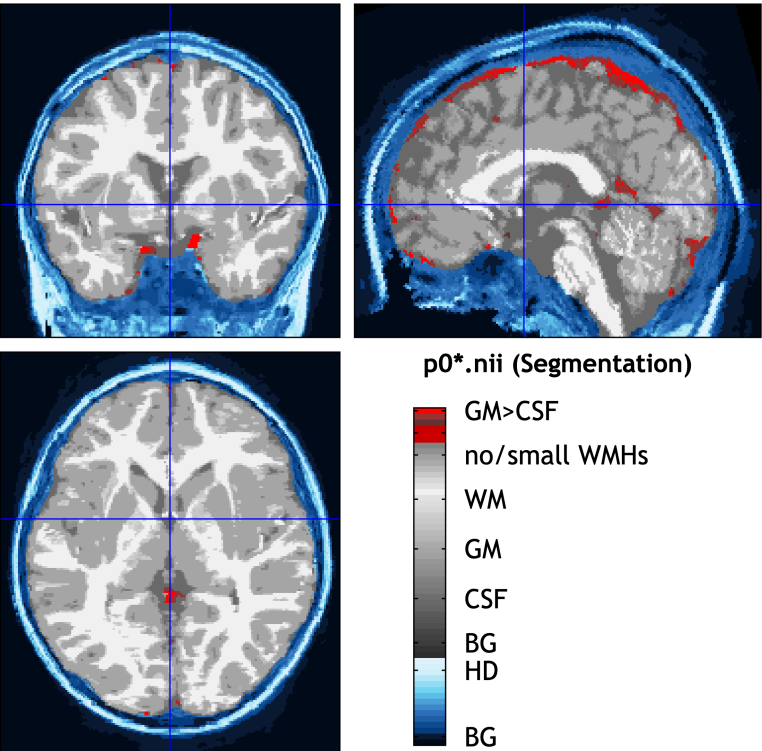 p0*.nii (Segmentation)
GM>CSF
no/small WMHs
WM
GM
CSF
BG
HD
BG